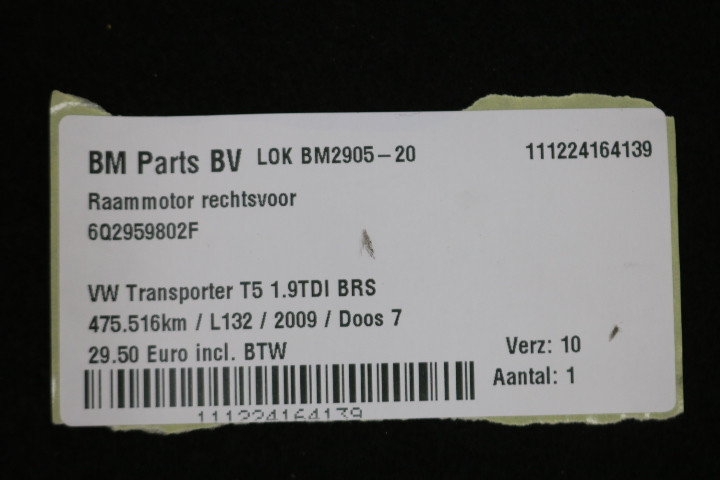 BM Parts BV LOK BM2905-20 111224164139
Raammotor rechtsvoor
6Q2959802F
VW Transporter T5 1.9TDI BRS
475.516km / L132 / 2009 / Doos 7
29.50 Euro incl. BTW Verz: 10
Aantal: 1
111224164139